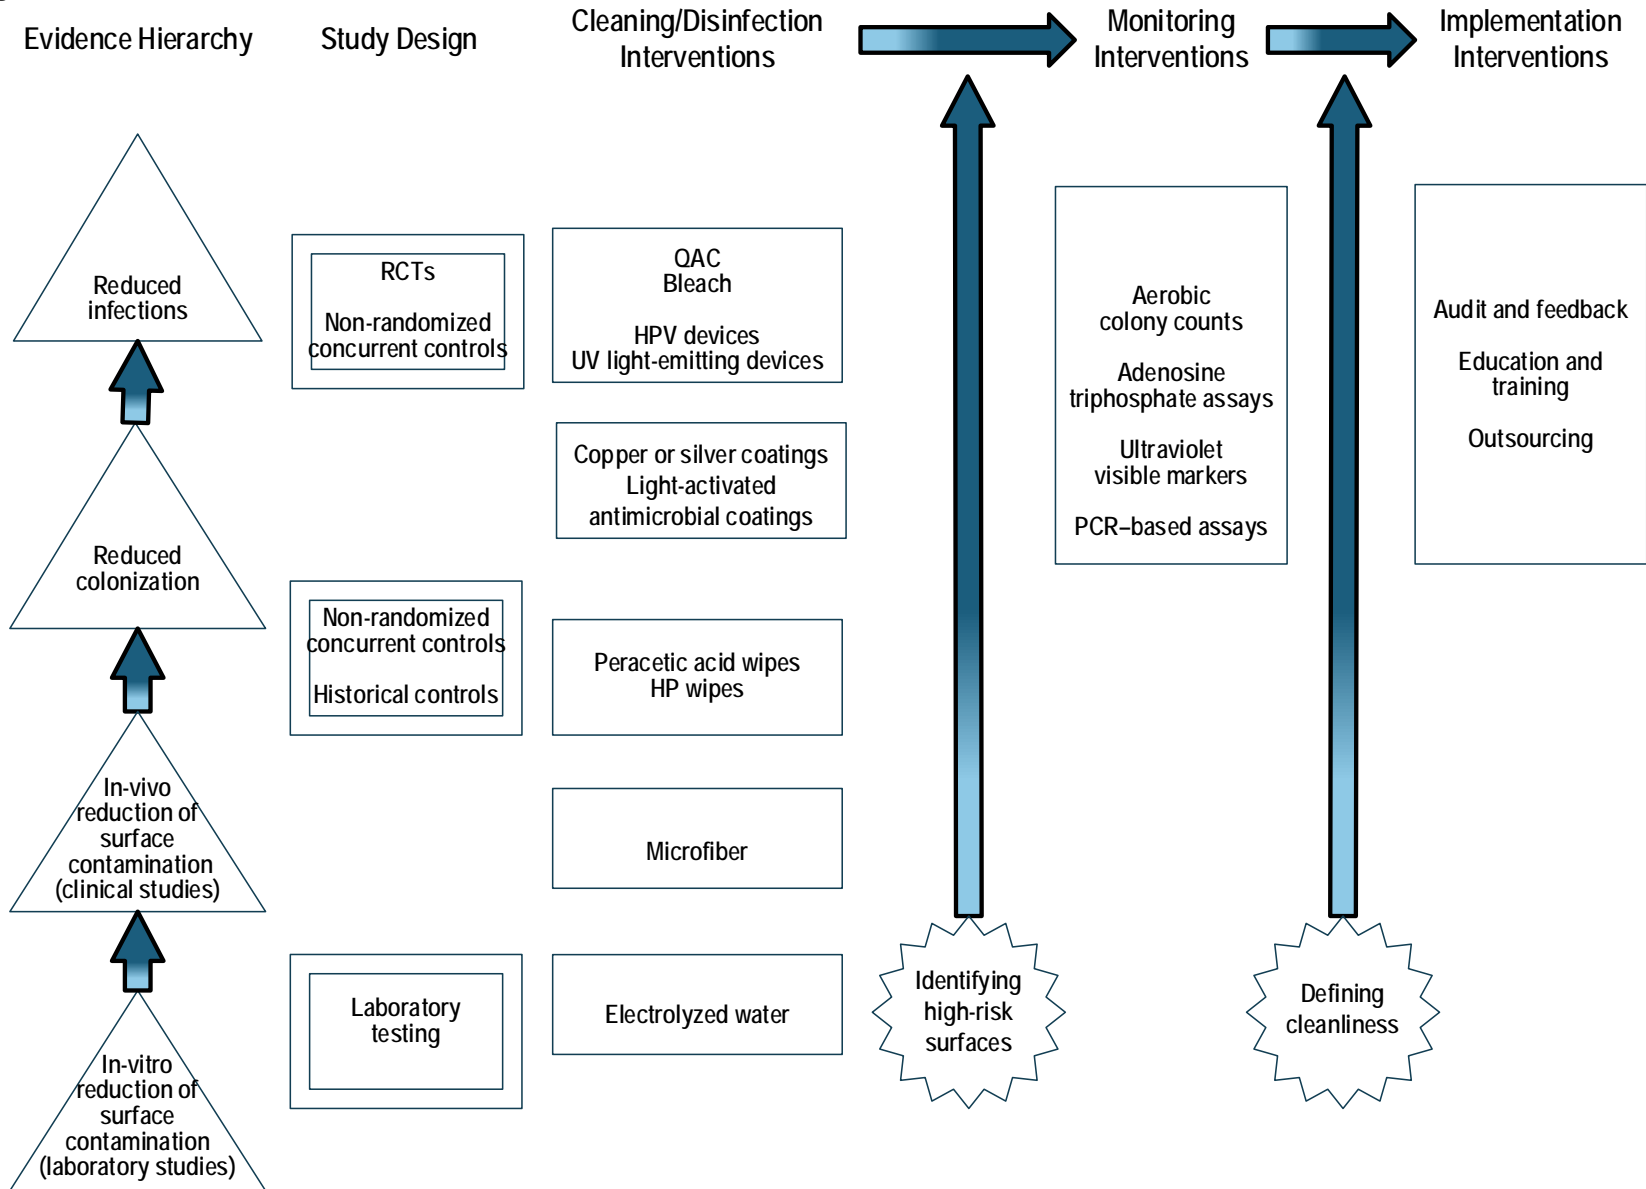 Evidence Hierarchy
Study Design
Cleaning/Disinfection
Interventions
Monitoring
Interventions
Implementation
Interventions
Reduced
infections
Reduced
colonization
In-vivo
reduction of
surface
contamination
(clinical studies)
In-vitro
reduction of
surface
contamination
(laboratory studies)
RCTs
Non-randomized
concurrent controls
Non-randomized
concurrent controls
Historical controls
Laboratory
testing
QAC
Bleach
HPV devices
UV light-emitting devices
Copper or silver coatings
Light-activated
antimicrobial coatings
Peracetic acid wipes
HP wipes
Microfiber
Electrolyzed water
Identifying
high-risk
surfaces
Aerobic
colony counts
Adenosine
triphosphate assays
Ultraviolet
visible markers
PCR–based assays
Defining
cleanliness
Audit and feedback
Education and
training
Outsourcing